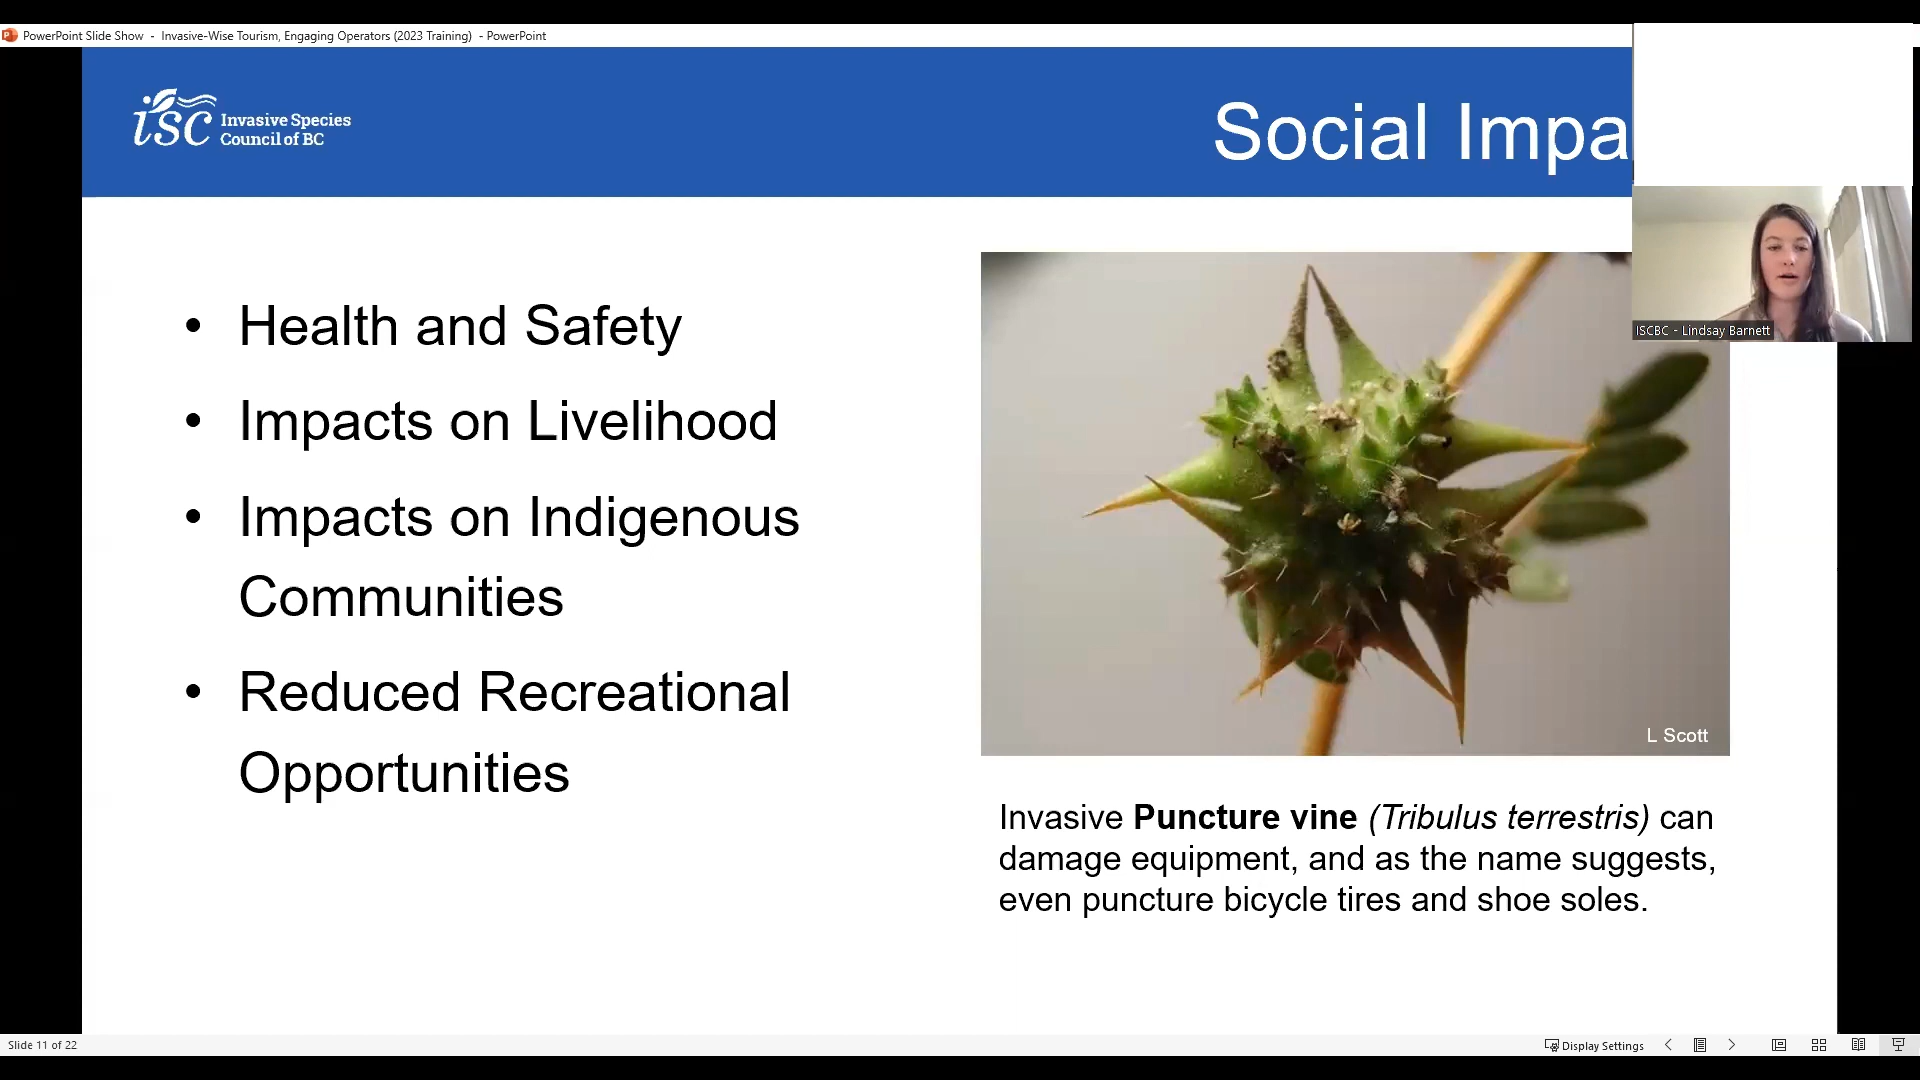 PowerPoint Slide Show - Invasive-Wise Tourism, Engaging Operators (2023 Training) - PowerPoint
isc Invasive Species
Council of BC
Social Impa
ISCBC - Lindsay Barnett
• Health and Safety
• Impacts on Livelihood
• Impacts on Indigenous
Communities
• Reduced Recreational
Opportunities
L Scott
Invasive Puncture vine (Tribulus terrestris) can
damage equipment, and as the name suggests,
even puncture bicycle tires and shoe soles.
Slide 11 of 22
Display Settings